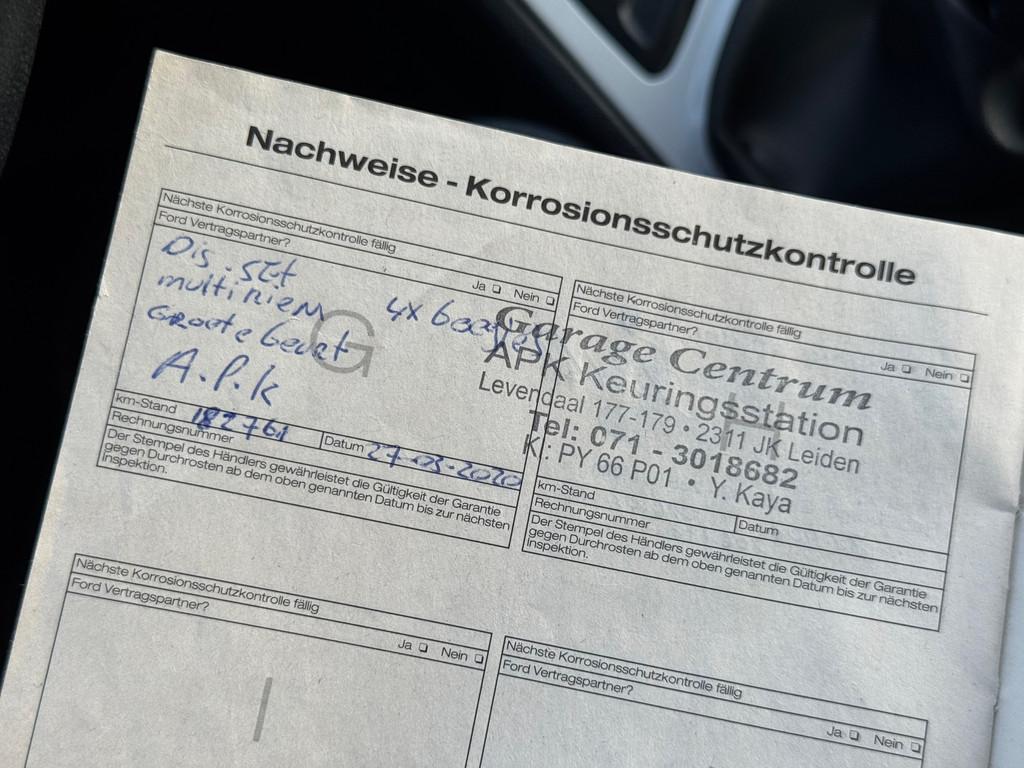 Nachweise - Korrosionsschutzkontrolle
Nächste Korrosionsschutzkontrolle fällig
Ford Vertragspartner?
Ja ❏ Nein ❏
Dis. set
multiriem 4x bougies
Groote beurt
A.P.k
G
km-Stand 182761
Rechnungsnummer
Datum 27-03-2020
Der Stempel des Händlers gewährleistet die Gültigkeit der Garantie
gegen Durchrosten ab dem oben genannten Datum bis zur nächsten
Inspektion.
Nächste Korrosionsschutzkontrolle fällig
Ford Vertragspartner?
Ja ❏ Nein ❏
Garage Centrum
APK Keuringsstation
Levendaal 177-179 • 2311 JK Leiden
Tel: 071 - 3018682
K.: PY 66 P01 • Y. Kaya
H
km-Stand
Rechnungsnummer
Datum
Der Stempel des Händlers gewährleistet die Gültigkeit der Garantie
gegen Durchrosten ab dem oben genannten Datum bis zur nächsten
Inspektion.
Nächste Korrosionsschutzkontrolle fällig
Ford Vertragspartner?
Ja ❏ Nein ❏
I
Nächste Korrosionsschutzkontrolle fällig
Ford Vertragspartner?
Ja ❏ Nein ❏